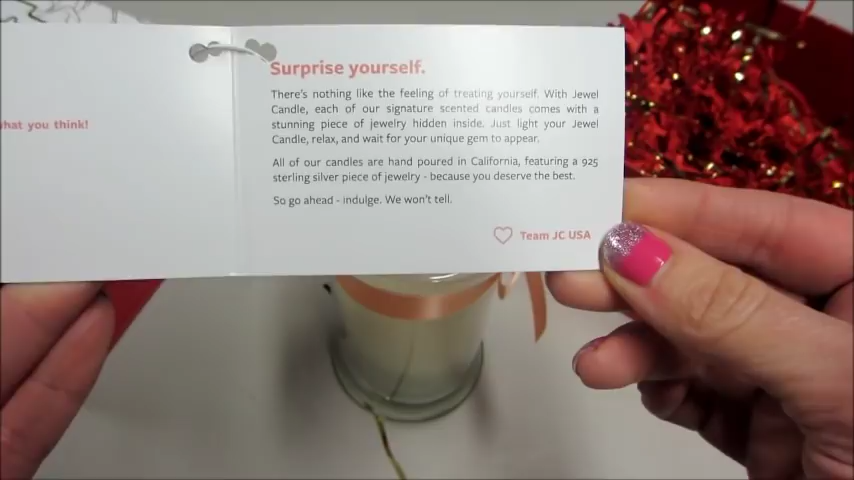 what you think!
Surprise yourself.
There's nothing like the feeling of treating yourself. With Jewel
Candle, each of our signature scented candles comes with a
stunning piece of jewelry hidden inside. Just light your Jewel
Candle, relax, and wait for your unique gem to appear.
All of our candles are hand poured in California, featuring a 925
sterling silver piece of jewelry - because you deserve the best.
So go ahead - indulge. We won't tell.
Team JC USA